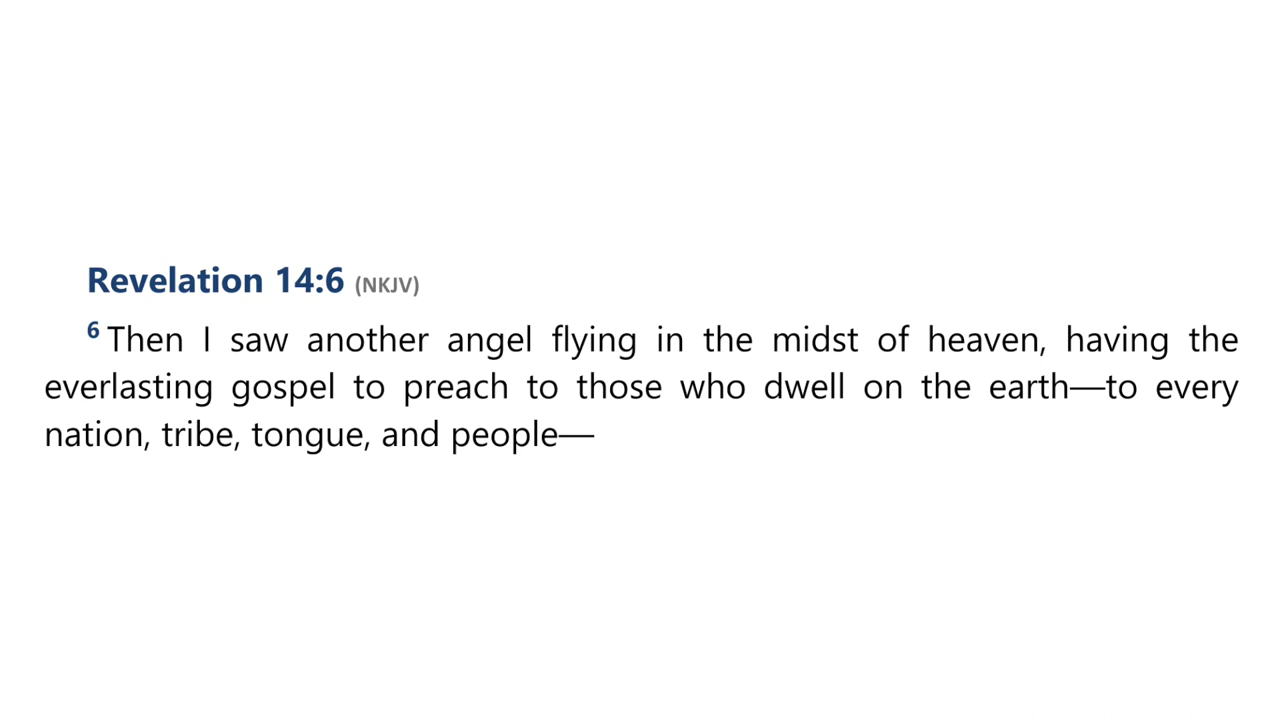 Revelation 14:6 (NKJV)
6 Then I saw another angel flying in the midst of heaven, having the
everlasting gospel to preach to those who dwell on the earth—to every
nation, tribe, tongue, and people—